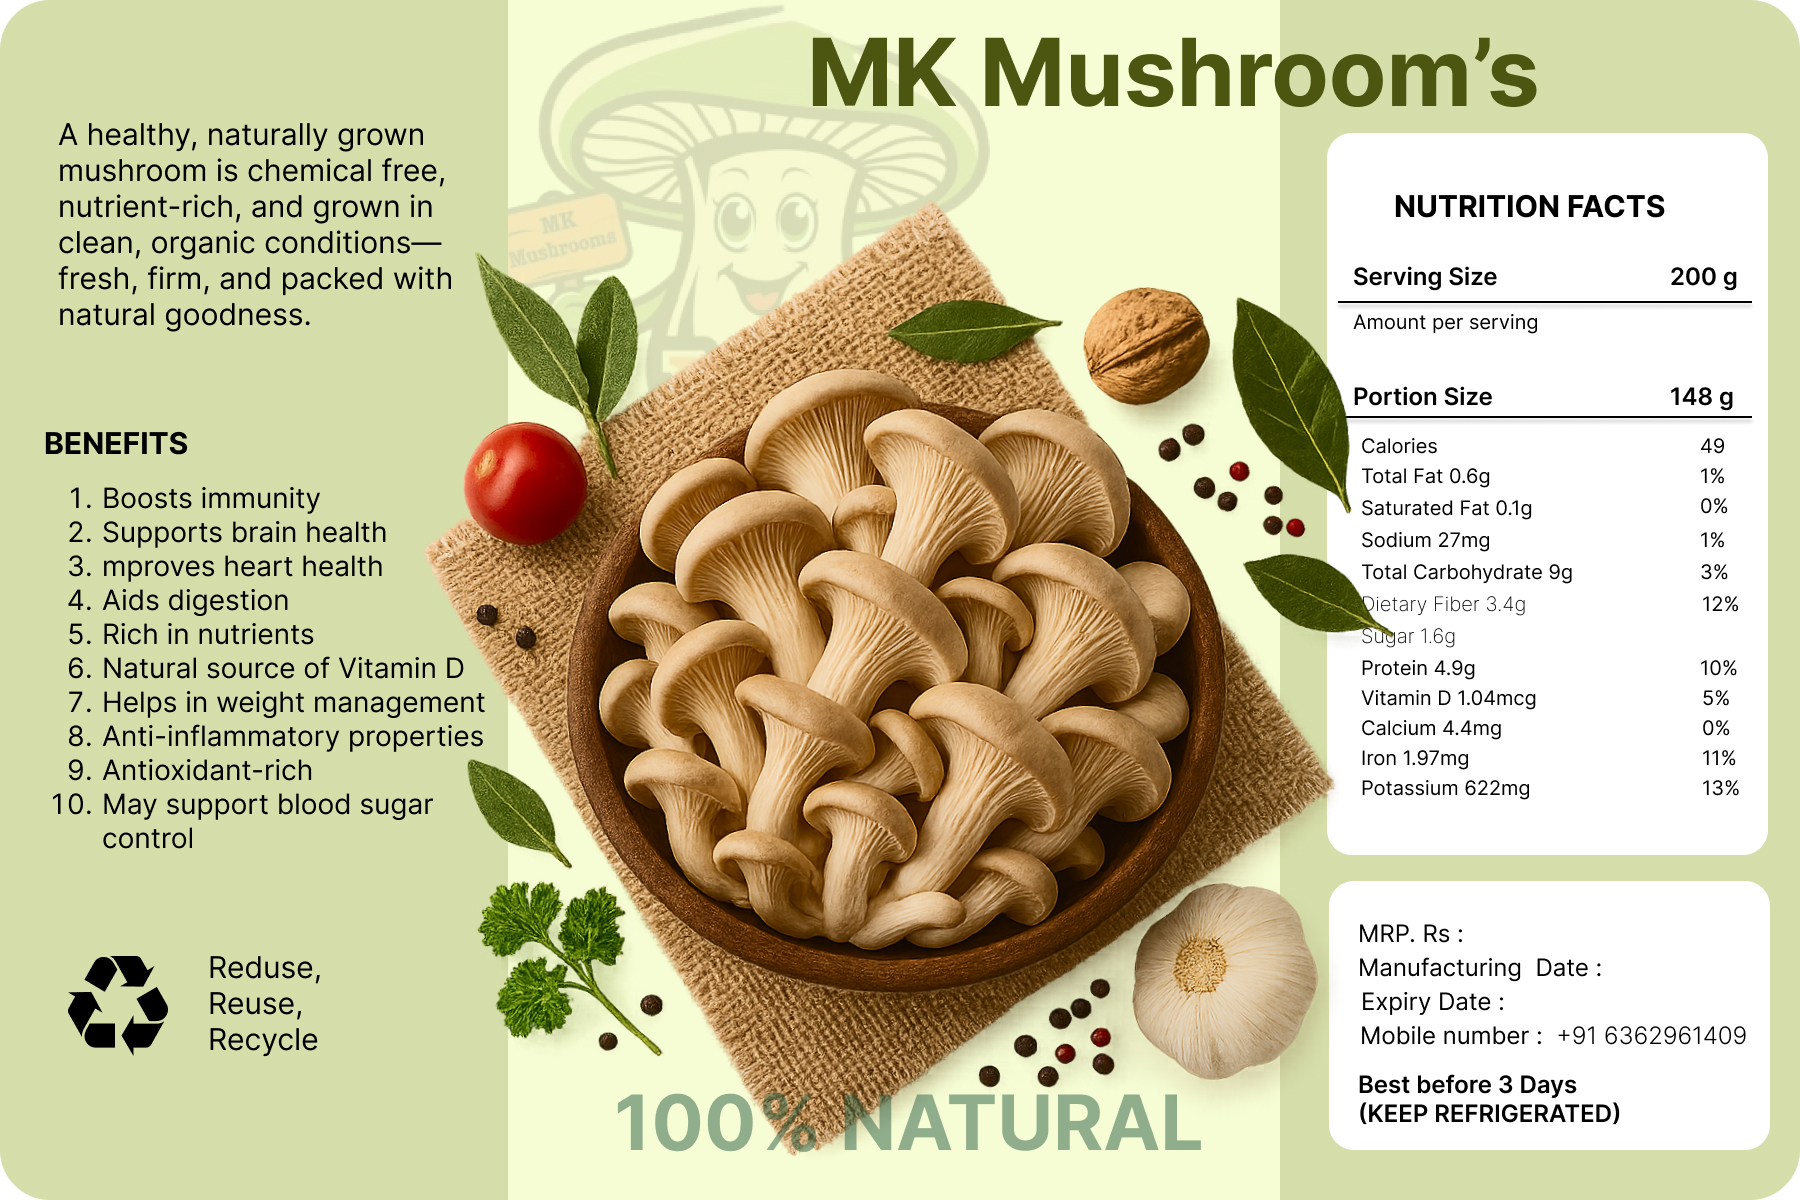 MK Mushroom’s
A healthy, naturally grown
mushroom is chemical free,
nutrient-rich, and grown in
clean, organic conditions—
fresh, firm, and packed with
natural goodness.
BENEFITS
1. Boosts immunity
2. Supports brain health
3. mproves heart health
4. Aids digestion
5. Rich in nutrients
6. Natural source of Vitamin D
7. Helps in weight management
8. Anti-inflammatory properties
9. Antioxidant-rich
10. May support blood sugar
control
Reduse,
Reuse,
Recycle
MK
Mushrooms
100% NATURAL
NUTRITION FACTS
Serving Size 200 g
Amount per serving
Portion Size 148 g
Calories 49
Total Fat 0.6g 1%
Saturated Fat 0.1g 0%
Sodium 27mg 1%
Total Carbohydrate 9g 3%
Dietary Fiber 3.4g 12%
Sugar 1.6g
Protein 4.9g 10%
Vitamin D 1.04mcg 5%
Calcium 4.4mg 0%
Iron 1.97mg 11%
Potassium 622mg 13%
MRP. Rs :
Manufacturing Date :
Expiry Date :
Mobile number : +91 6362961409
Best before 3 Days
(KEEP REFRIGERATED)